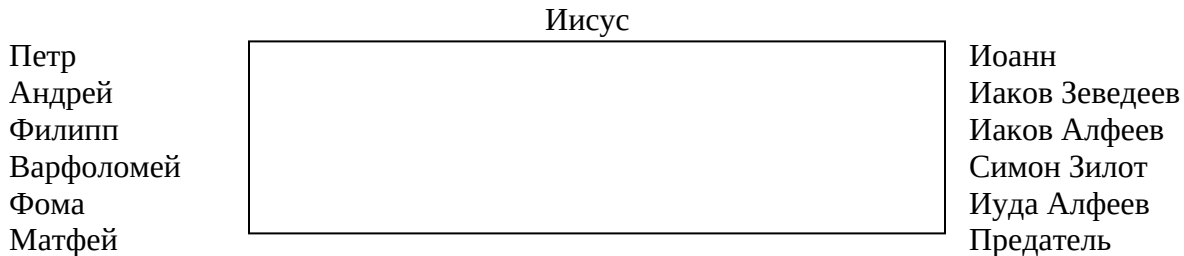 Иисус
Петр
Андрей
Филипп
Варфоломей
Фома
Матфей
Иоанн
Иаков Зеведеев
Иаков Алфеев
Симон Зилот
Иуда Алфеев
Предатель